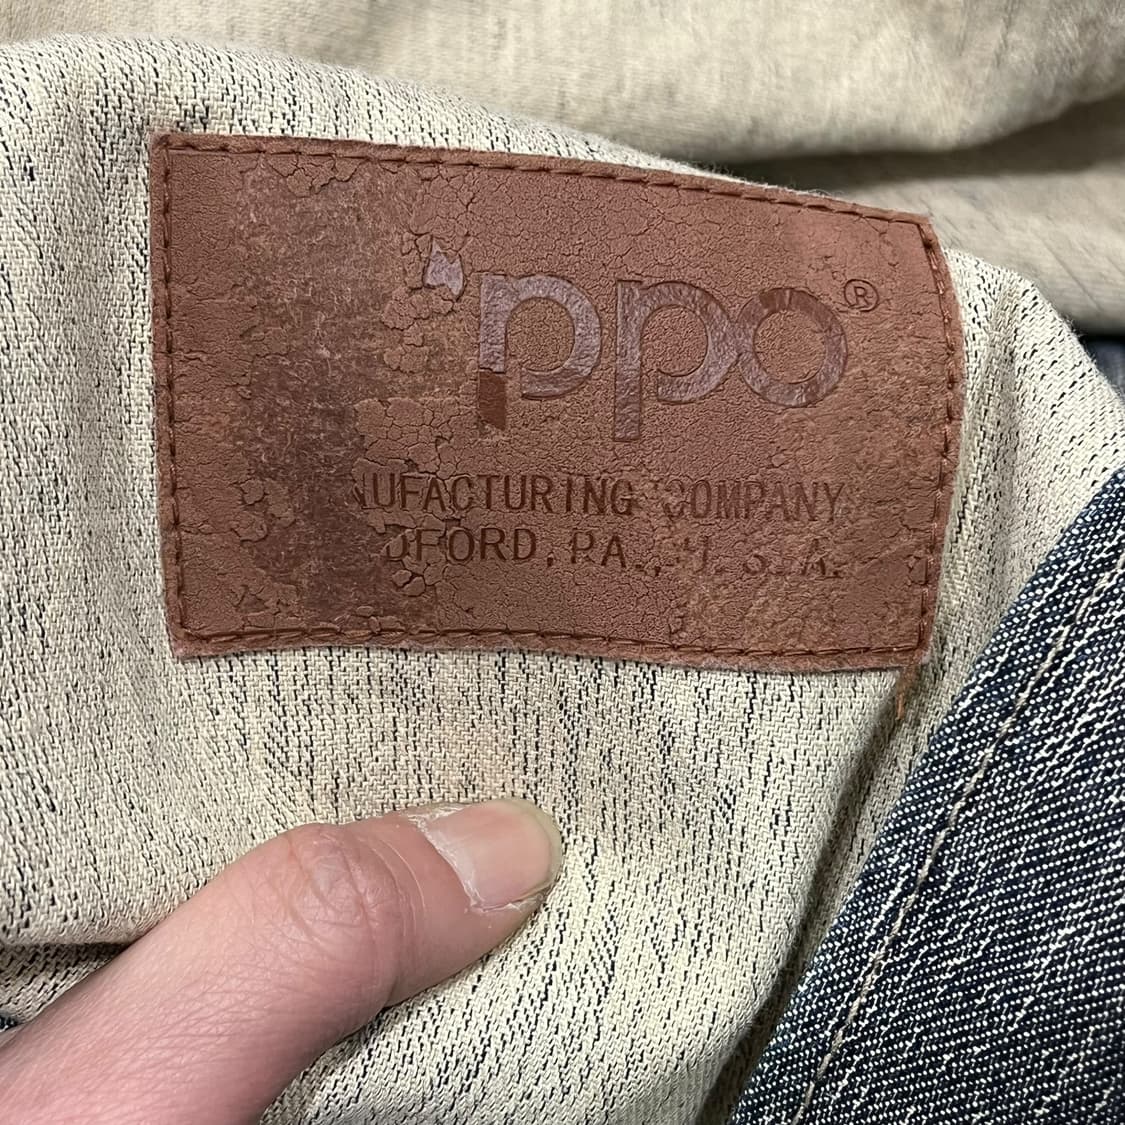 ppo®
NUFACTURING COMPANY
DFORD, PA., U. S. A.